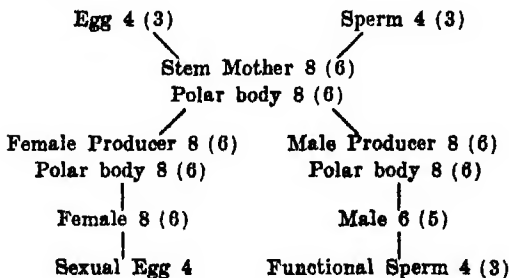 Egg 4 (3) Sperm 4 (3)
Stem Mother 8 (6)
Polar body 8 (6)
Female Producer 8 (6) Male Producer 8 (6)
Polar body 8 (6) Polar body 8 (6)
Female 8 (6) Male 6 (5)
Sexual Egg 4 Functional Sperm 4 (3)